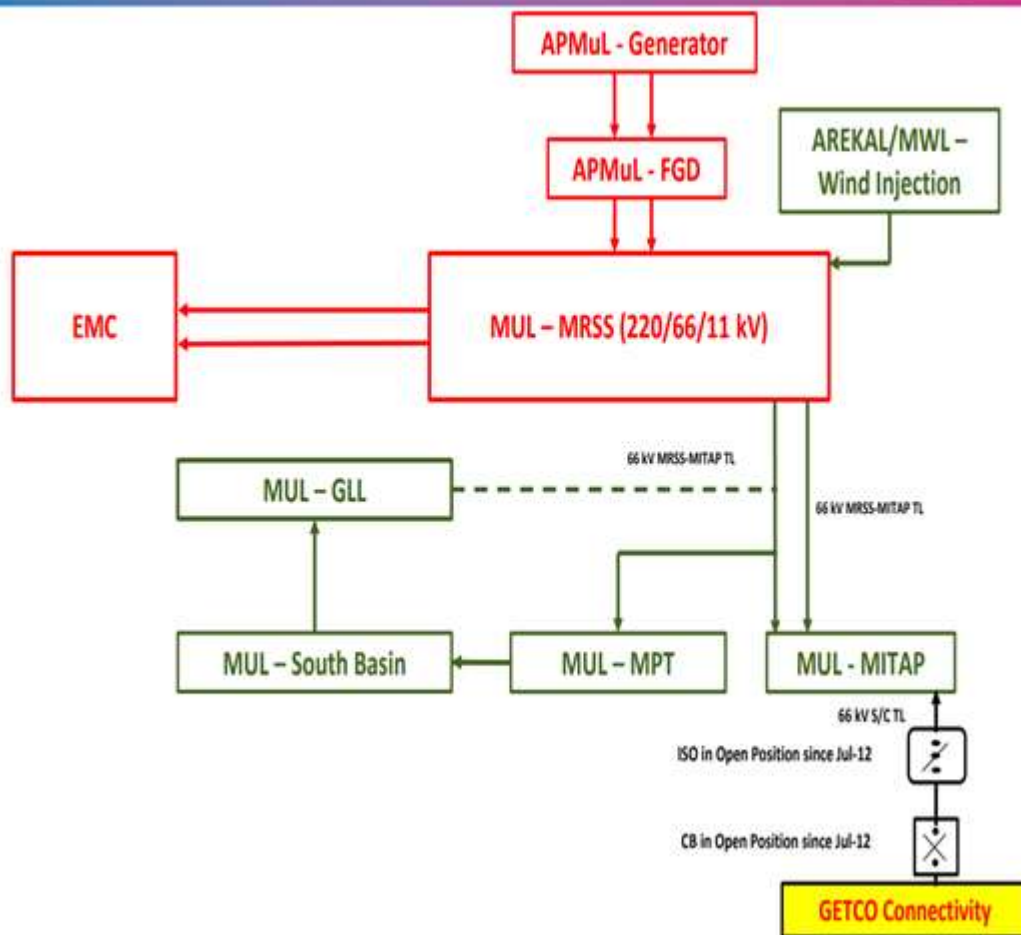 APMuL - Generator
AREKAL/MWL –
Wind Injection
APMuL - FGD
EMC
MUL – MRSS (220/66/11 kV)
66 kV MRSS-MITAP TL
MUL – GLL
66 kV MRSS-MITAP TL
MUL – South Basin
MUL – MPT
MUL - MITAP
66 kV S/C TL
ISO in Open Position since Jul-12
CB in Open Position since Jul-12
GETCO Connectivity